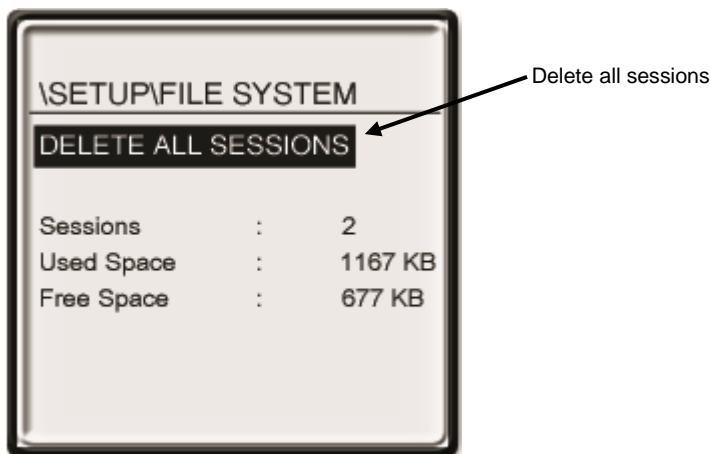 \SETUP\FILE SYSTEM
DELETE ALL SESSIONS
Delete all sessions
Sessions : 2
Used Space : 1167 KB
Free Space : 677 KB